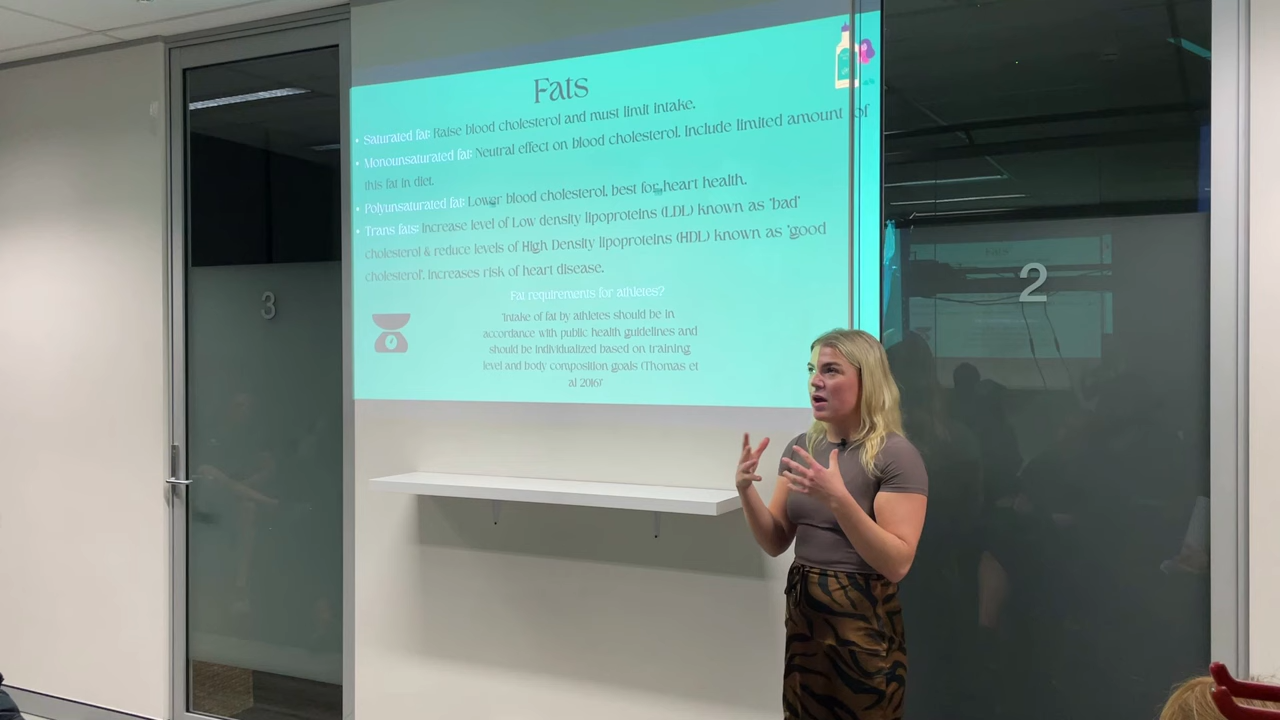 Fats
• Saturated fat: Raise blood cholesterol and must limit intake.
• Monounsaturated fat: Neutral effect on blood cholesterol. Include limited amount of
this fat in diet.
• Polyunsaturated fat: Lower blood cholesterol, best for heart health.
• Trans fats: Increase level of Low density lipoproteins (LDL) known as 'bad'
cholesterol & reduce levels of High Density lipoproteins (HDL) known as 'good
cholesterol'. Increases risk of heart disease.
Fat requirements for athletes?
'Intake of fat by athletes should be in
accordance with public health guidelines and
should be individualized based on training
level and body composition goals (Thomas et
al 2016)'
3
2